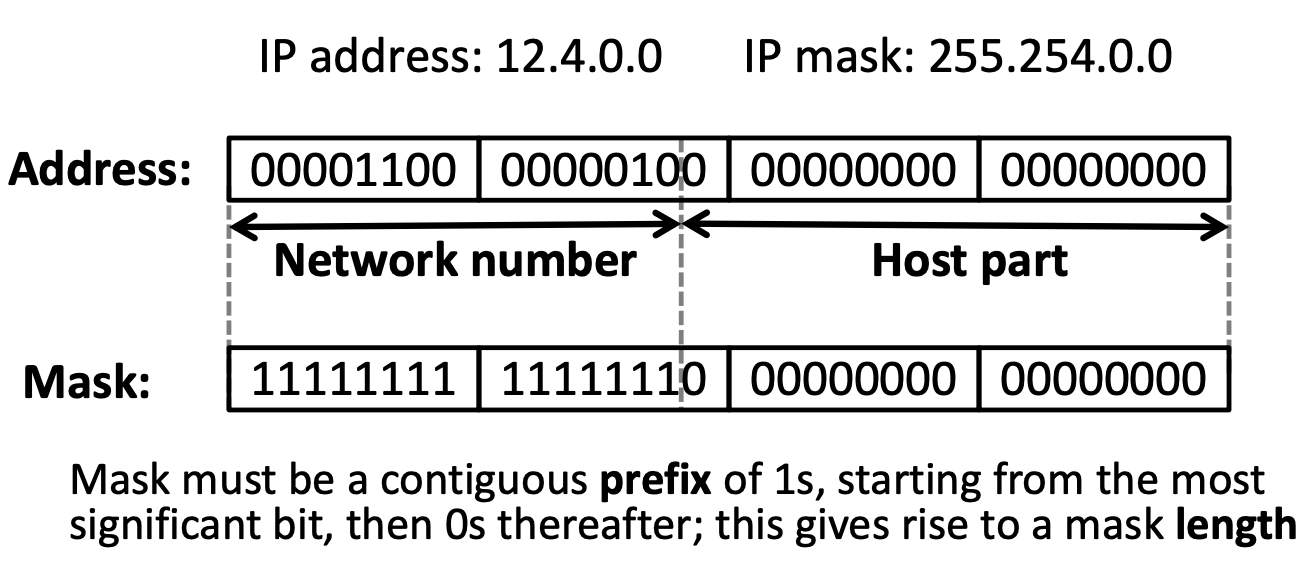 IP address: 12.4.0.0 IP mask: 255.254.0.0
Address: 00001100 00000100 00000000 00000000
Network number Host part
Mask: 11111111 11111110 00000000 00000000
Mask must be a contiguous prefix of 1s, starting from the most
significant bit, then 0s thereafter; this gives rise to a mask length